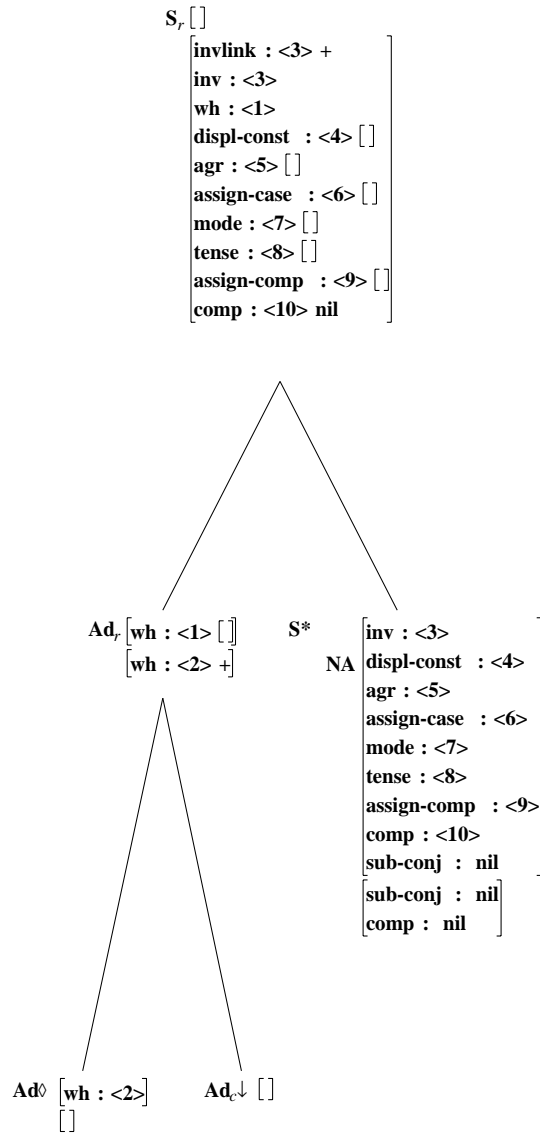 Sr []
invlink : <3> +
inv : <3>
wh : <1>
displ-const : <4> []
agr : <5> []
assign-case : <6> []
mode : <7> []
tense : <8> []
assign-comp : <9> []
comp : <10> nil
Adr [wh : <1> []]
[wh : <2> +]
S*
NA
inv : <3>
displ-const : <4>
agr : <5>
assign-case : <6>
mode : <7>
tense : <8>
assign-comp : <9>
comp : <10>
sub-conj : nil
sub-conj : nil
comp : nil
Ad◊ [wh : <2>]
[]
Adc↓ []